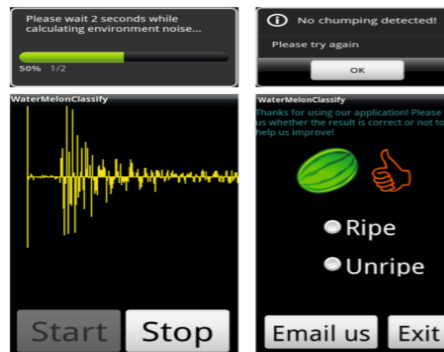 Please wait 2 seconds while
calculating environment noise...
50% 1/2
No chumping detected!
Please try again
OK
WaterMelonClassify
Start
Stop
WaterMelonClassify
Thanks for using our application! Please
us whether the result is correct or not to
help us improve!
Ripe
Unripe
Email us
Exit